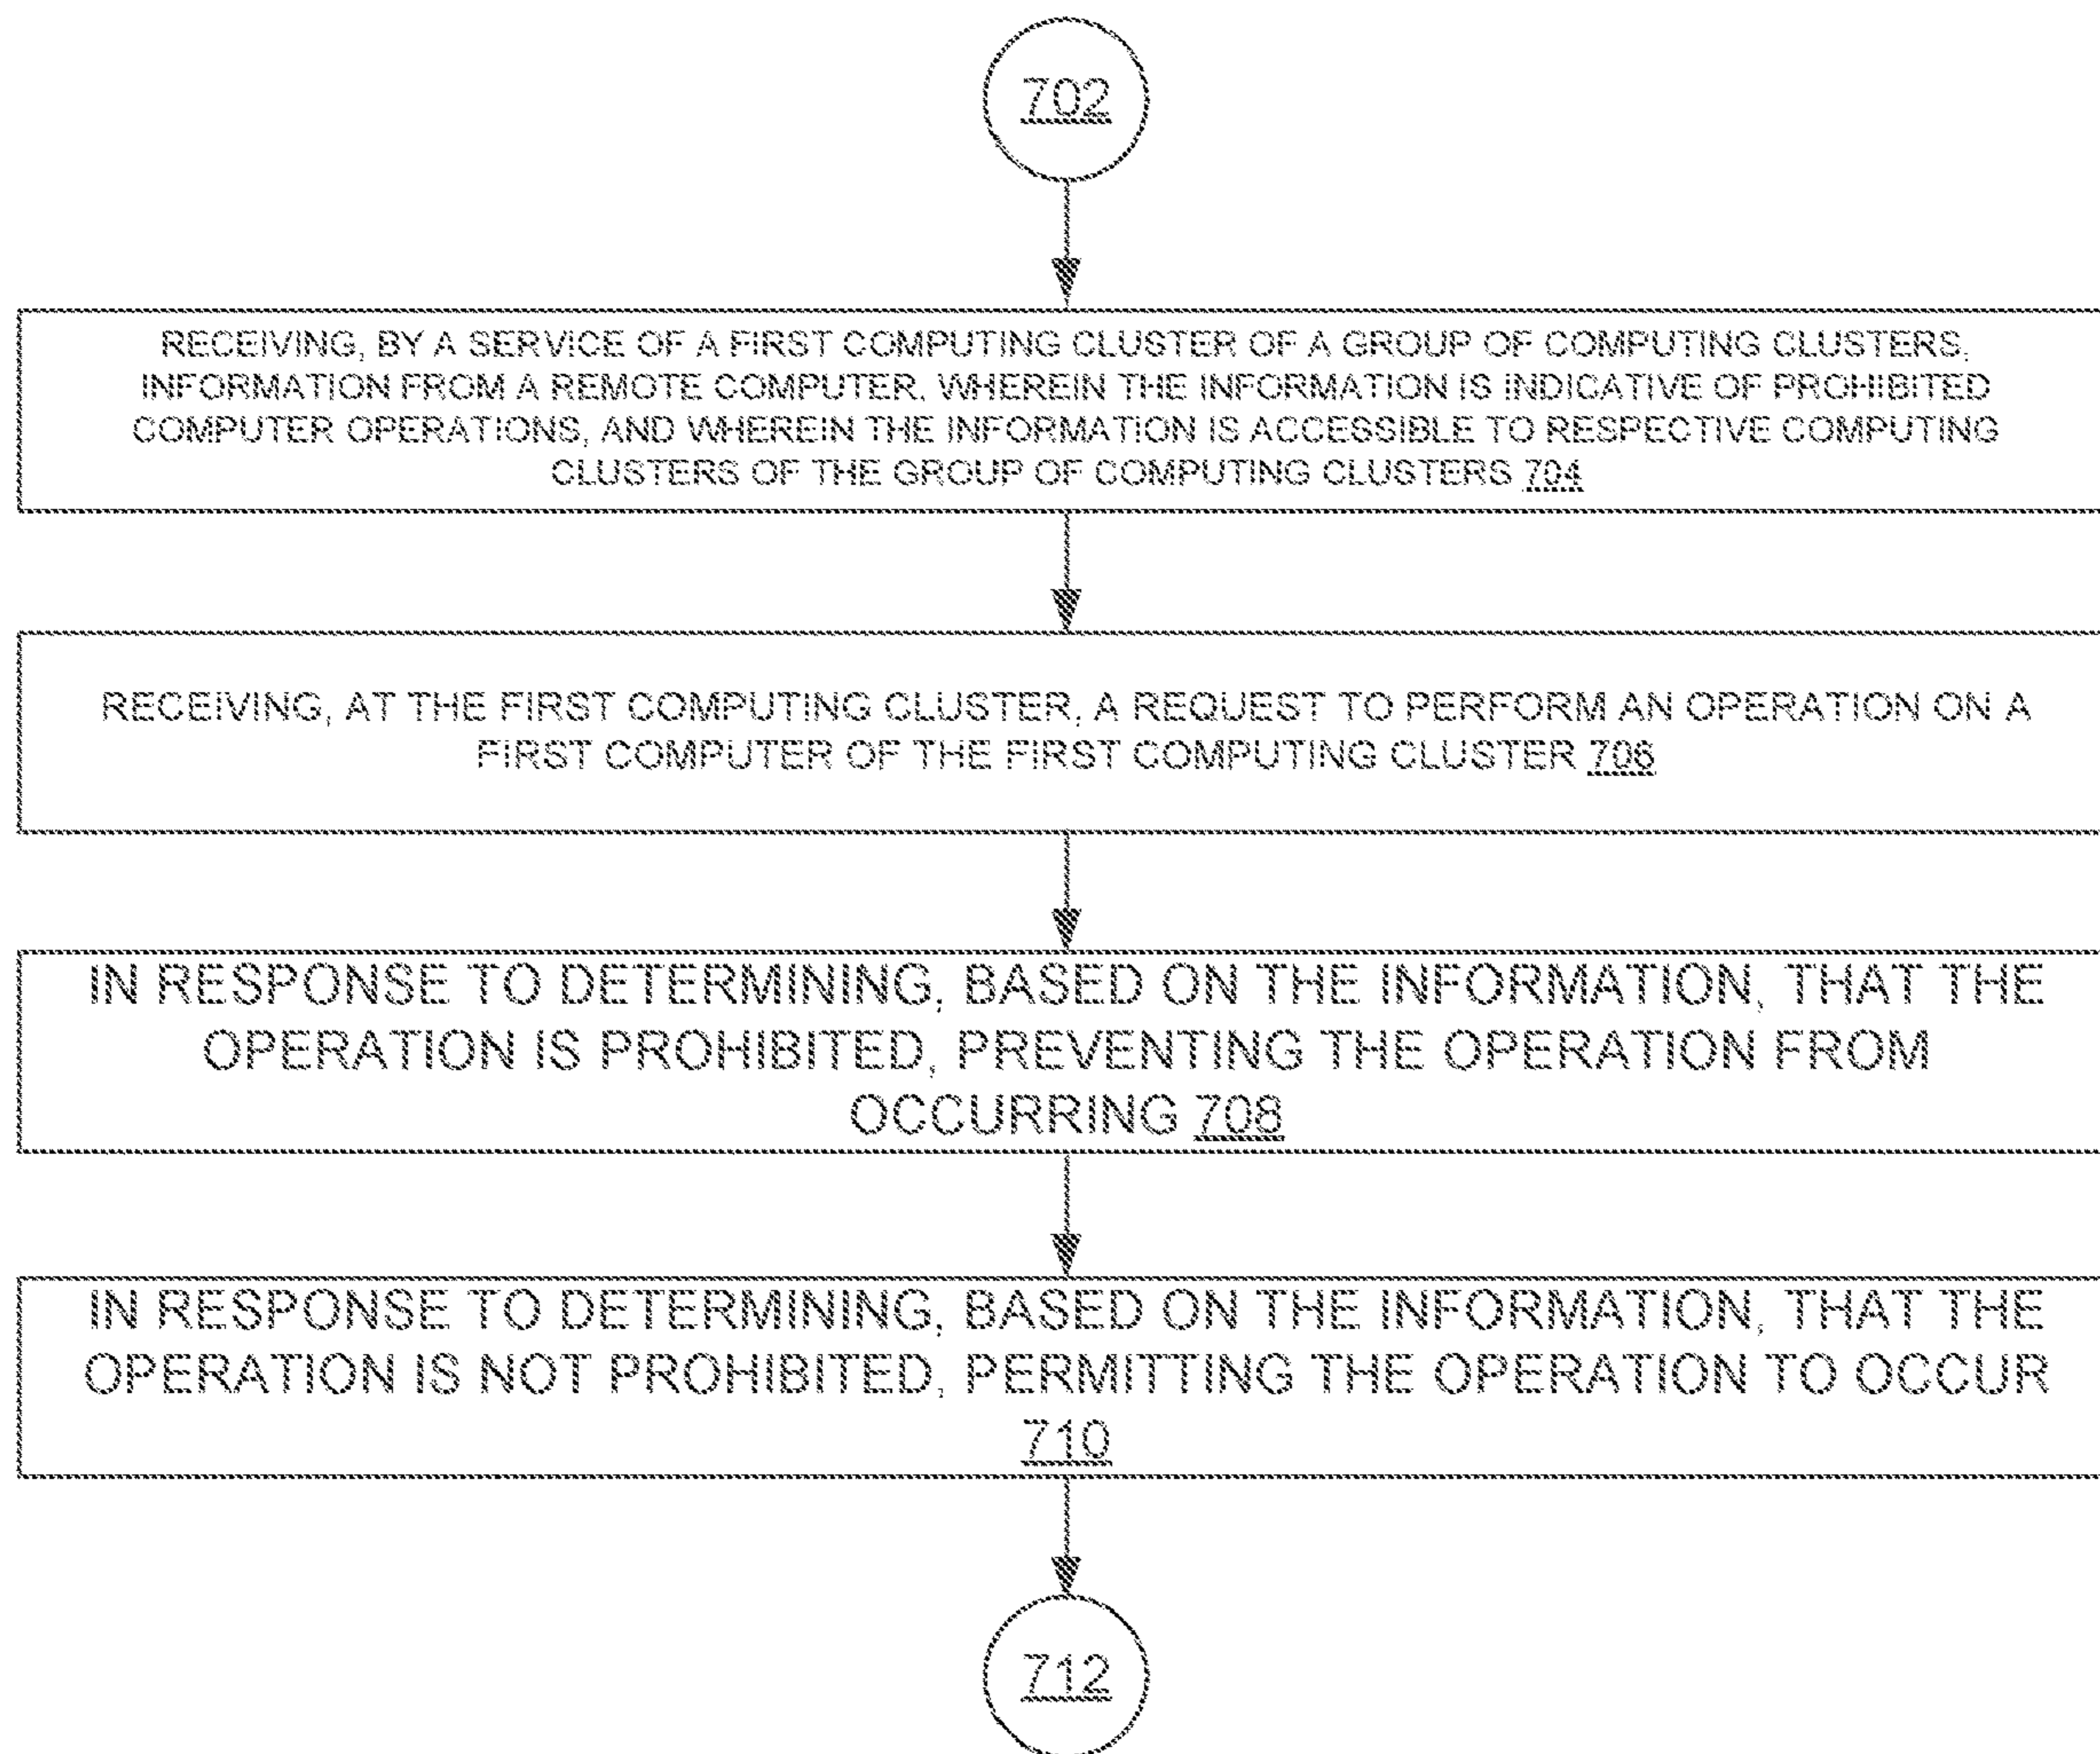 702
RECEIVING, BY A SERVICE OF A FIRST COMPUTING CLUSTER OF A GROUP OF COMPUTING CLUSTERS,
INFORMATION FROM A REMOTE COMPUTER, WHEREIN THE INFORMATION IS INDICATIVE OF PROHIBITED
COMPUTER OPERATIONS, AND WHEREIN THE INFORMATION IS ACCESSIBLE TO RESPECTIVE COMPUTING
CLUSTERS OF THE GROUP OF COMPUTING CLUSTERS 704
RECEIVING, AT THE FIRST COMPUTING CLUSTER, A REQUEST TO PERFORM AN OPERATION ON A
FIRST COMPUTER OF THE FIRST COMPUTING CLUSTER 706
IN RESPONSE TO DETERMINING, BASED ON THE INFORMATION, THAT THE
OPERATION IS PROHIBITED, PREVENTING THE OPERATION FROM
OCCURRING 708
IN RESPONSE TO DETERMINING, BASED ON THE INFORMATION, THAT THE
OPERATION IS NOT PROHIBITED, PERMITTING THE OPERATION TO OCCUR
710
712